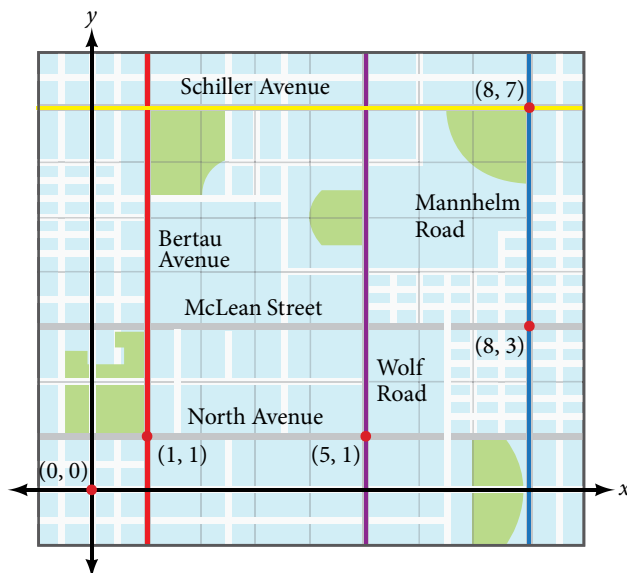 y
Schiller Avenue
(8, 7)
Mannhelm
Road
Bertau
Avenue
McLean Street
(8, 3)
Wolf
Road
North Avenue
(1, 1)
(5, 1)
(0, 0)
x